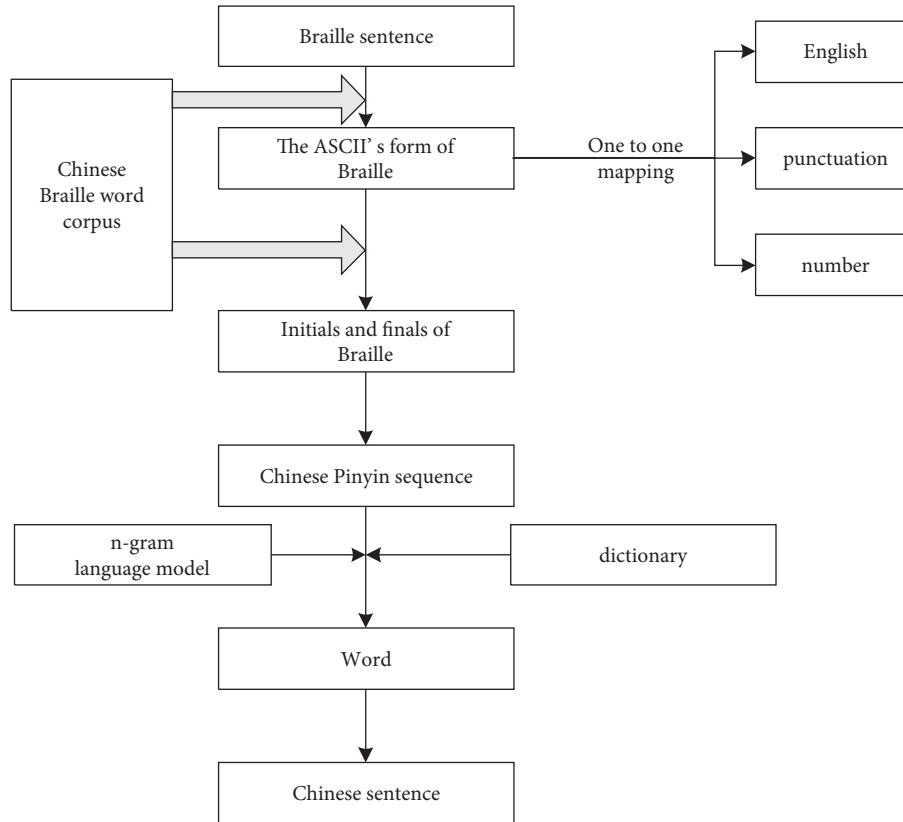 Braille sentence
English
Chinese
Braille word
corpus
The ASCII’ s form of
Braille
One to one
mapping
punctuation
number
Initials and finals of
Braille
Chinese Pinyin sequence
n-gram
language model
dictionary
Word
Chinese sentence